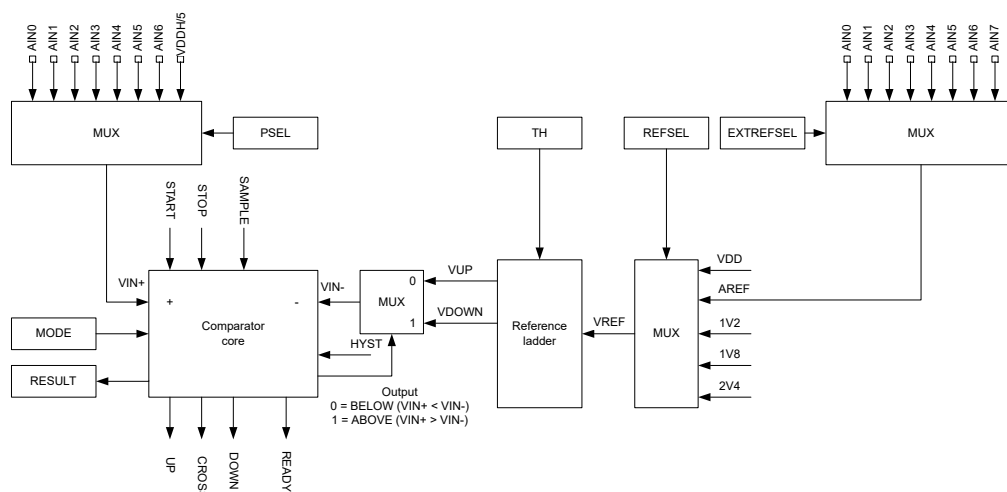 AIN0
AIN1
AIN2
AIN3
AIN4
AIN5
AIN6
VDDH/5
AIN0
AIN1
AIN2
AIN3
AIN4
AIN5
AIN6
AIN7
MUX
PSEL
TH
REFSEL
EXTREFSEL
MUX
START
STOP
SAMPLE
VIN+
+
-
VIN-
MUX
0
1
VUP
VDOWN
Reference
ladder
VREF
MUX
VDD
AREF
1V2
1V8
2V4
MODE
Comparator
core
HYST
RESULT
Output
0 = BELOW (VIN+ < VIN-)
1 = ABOVE (VIN+ > VIN-)
UP
CROS
DOWN
READY